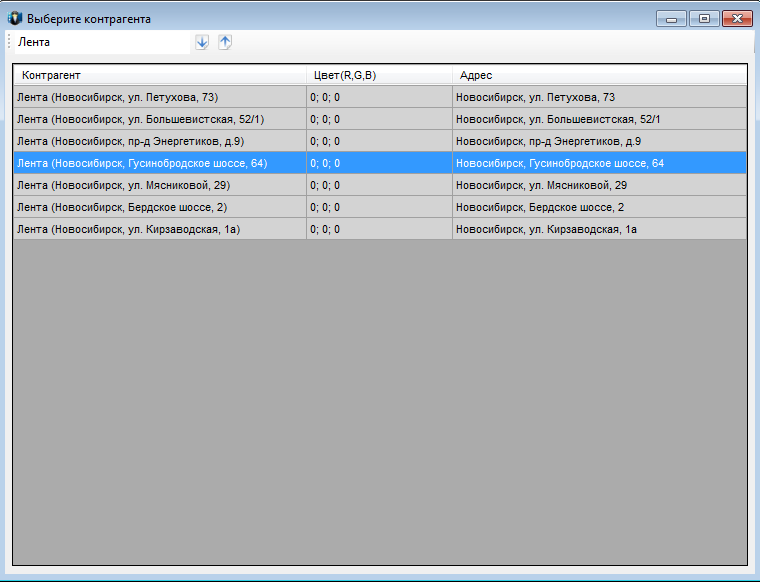 Выберите контрагента
Лента
Контрагент Цвет(R,G,B) Адрес
Лента (Новосибирск, ул. Петухова, 73) 0; 0; 0 Новосибирск, ул. Петухова, 73
Лента (Новосибирск, ул. Большевистская, 52/1) 0; 0; 0 Новосибирск, ул. Большевистская, 52/1
Лента (Новосибирск, пр-д Энергетиков, д.9) 0; 0; 0 Новосибирск, пр-д Энергетиков, д.9
Лента (Новосибирск, Гусинобродское шоссе, 64) 0; 0; 0 Новосибирск, Гусинобродское шоссе, 64
Лента (Новосибирск, ул. Мясниковой, 29) 0; 0; 0 Новосибирск, ул. Мясниковой, 29
Лента (Новосибирск, Бердское шоссе, 2) 0; 0; 0 Новосибирск, Бердское шоссе, 2
Лента (Новосибирск, ул. Кирзаводская, 1а) 0; 0; 0 Новосибирск, ул. Кирзаводская, 1а